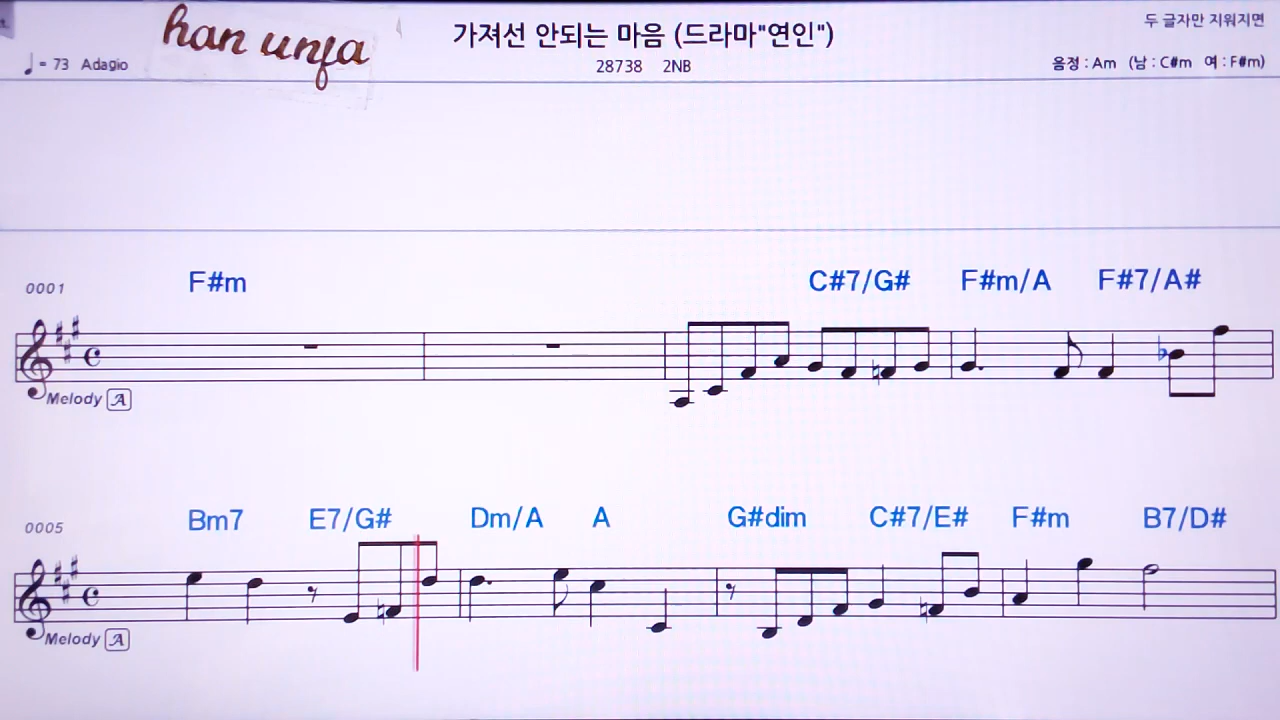 han unja
가져선 안되는 마음 (드라마"연인")
두 글자만 지워지면
♩ = 73 Adagio
28738 2NB
음정 : Am (남 : C#m 여 : F#m)
0001 F#m C#7/G# F#m/A F#7/A#
Melody A
0005 Bm7 E7/G# Dm/A A G#dim C#7/E# F#m B7/D#
Melody A